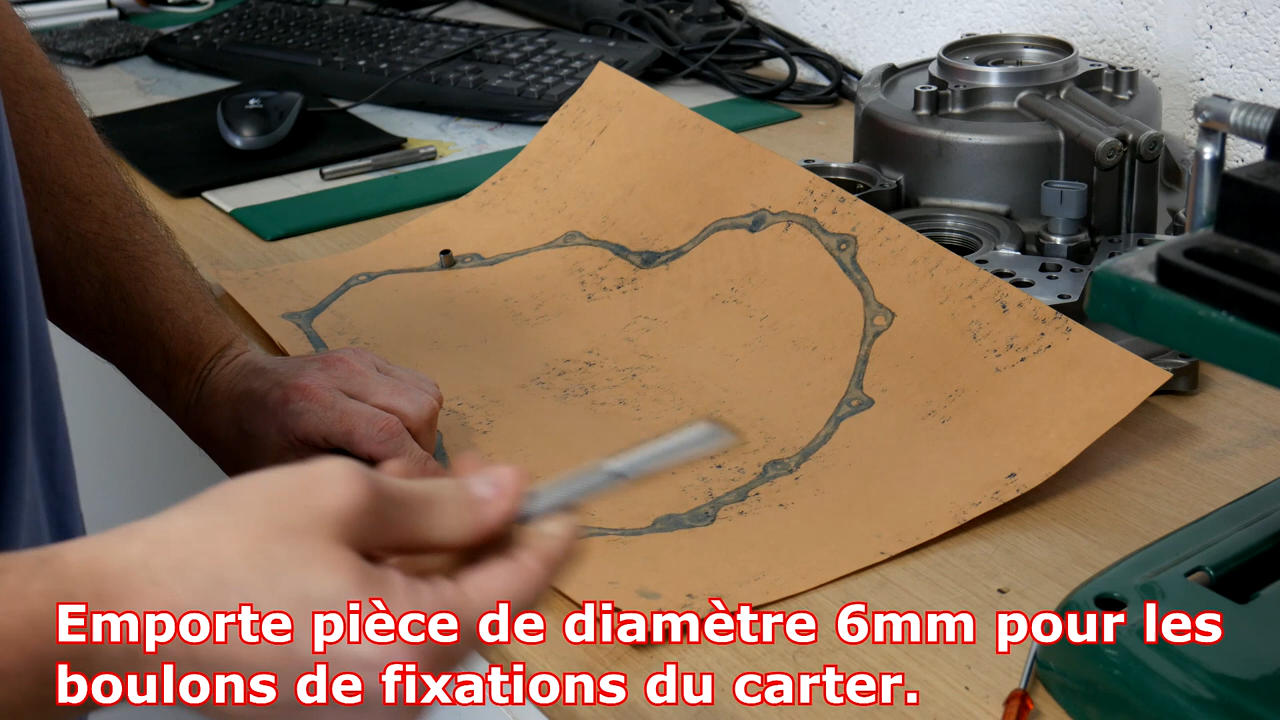 Emporte pièce de diamètre 6mm pour les
boulons de fixations du carter.